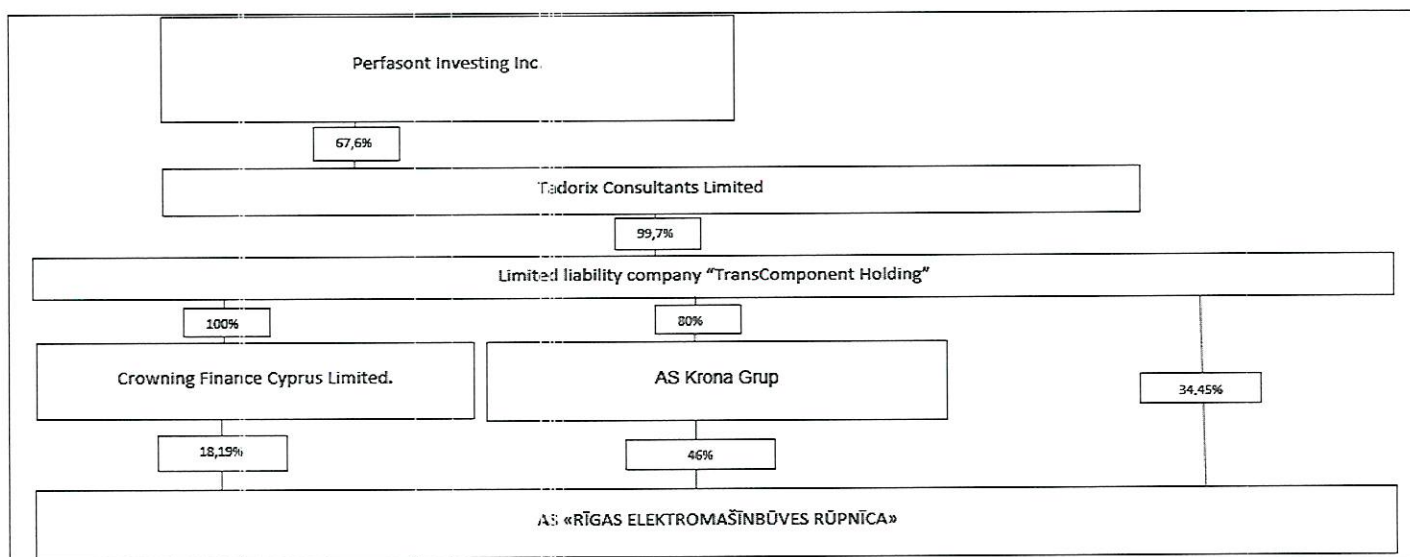 Perfasont Investing Inc.
67,6%
Tadorix Consultants Limited
99,7%
Limited liability company “TransComponent Holding”
100%
80%
Crowning Finance Cyprus Limited.
AS Krona Grup
34.45%
18,19%
46%
AS «RĪGAS ELEKTROMAŠĪNBŪVES RŪPNĪCA»